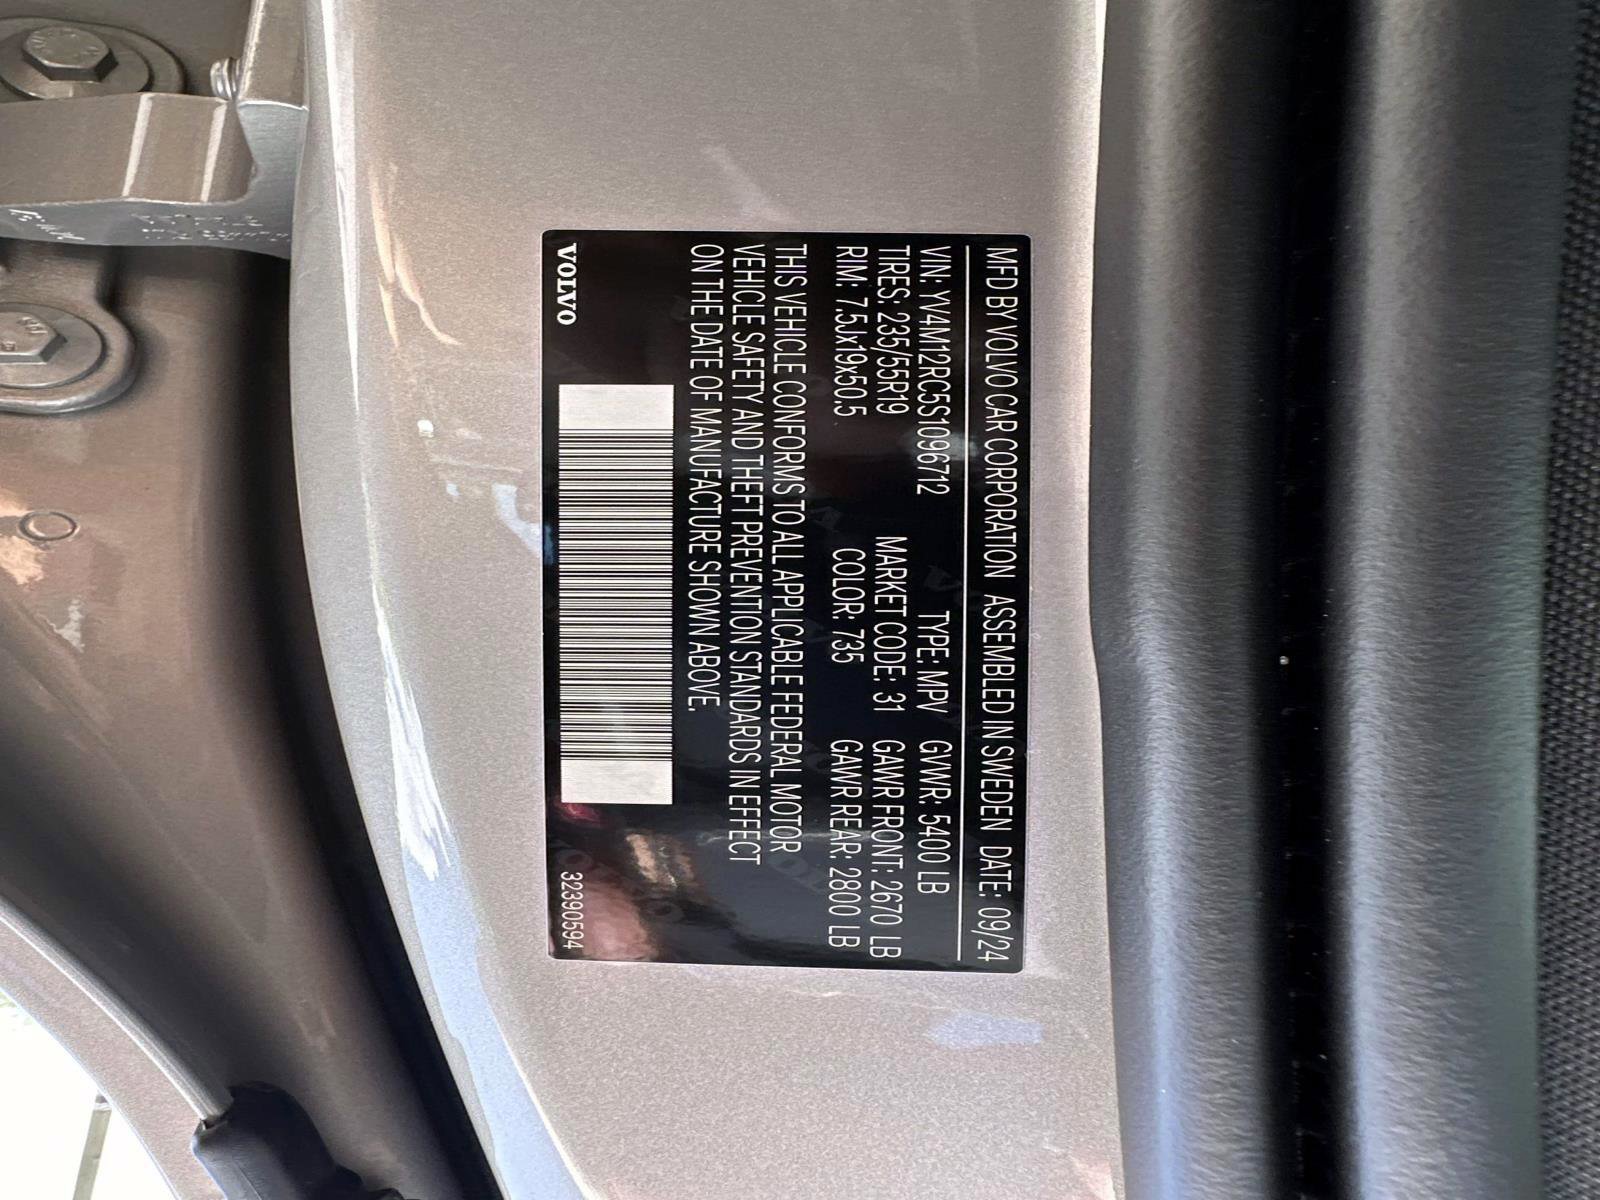 MFD BY VOLVO CAR CORPORATION ASSEMBLED IN SWEDEN DATE: 09/24
VIN: YV4M12RC5S1096712 TYPE: MPV GVWR: 5400 LB
TIRES: 235/55R19 MARKET CODE: 31 GAWR FRONT: 2670 LB
RIM: 7.5Jx19x50.5 COLOR: 735 GAWR REAR: 2800 LB
THIS VEHICLE CONFORMS TO ALL APPLICABLE FEDERAL MOTOR
VEHICLE SAFETY AND THEFT PREVENTION STANDARDS IN EFFECT
ON THE DATE OF MANUFACTURE SHOWN ABOVE.
VOLVO 32390594